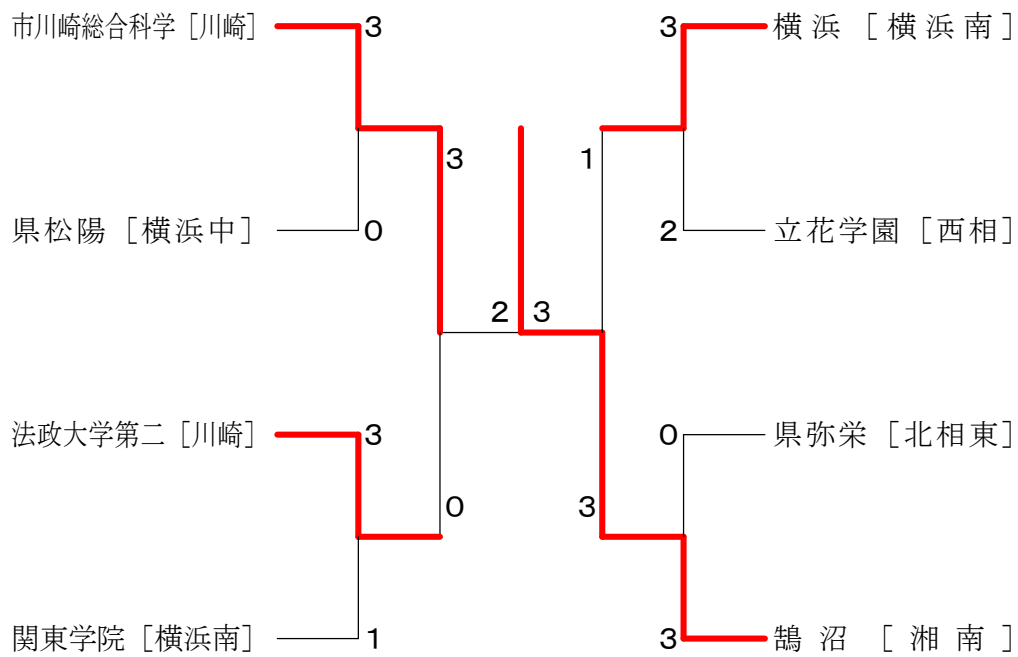 市川崎総合科学［川崎］ 3 3 横浜［横浜南］
3 1
県松陽［横浜中］ 0 2 立花学園［西相］
2 3
法政大学第二［川崎］ 3 0 県弥栄［北相東］
0 3
関東学院［横浜南］ 1 3 鵠沼［湘南］